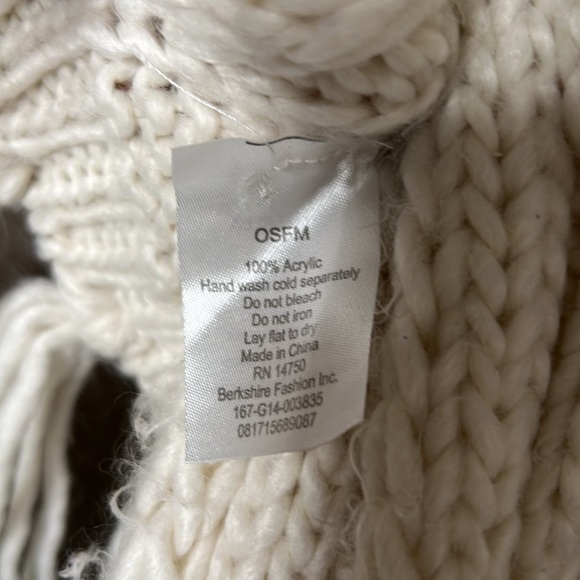 OSFM
100% Acrylic
Hand wash cold separately
Do not bleach
Do not iron
Lay flat to dry
Made in China
RN 14750
Berkshire Fashion Inc.
167-G14-003835
081715689087